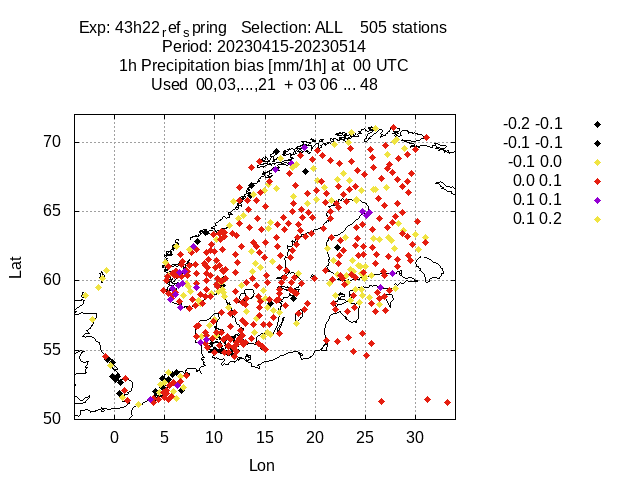 Exp: 43h22refspring   Selection: ALL    505 stations
Period: 20230415-20230514
1h Precipitation bias [mm/1h] at  00 UTC
Used  00,03,...,21  + 03 06 ... 48
-0.2 -0.1
-0.1 -0.1
-0.1 0.0
0.0 0.1
0.1 0.1
0.1 0.2
70
65
60
55
50
Lat
0 5 10 15 20 25 30
Lon